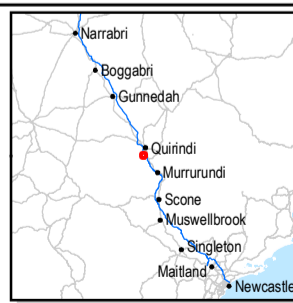 Narrabri
Boggabri
Gunnedah
Quirindi
Murrurundi
Scone
Muswellbrook
Singleton
Maitland
Newcastle